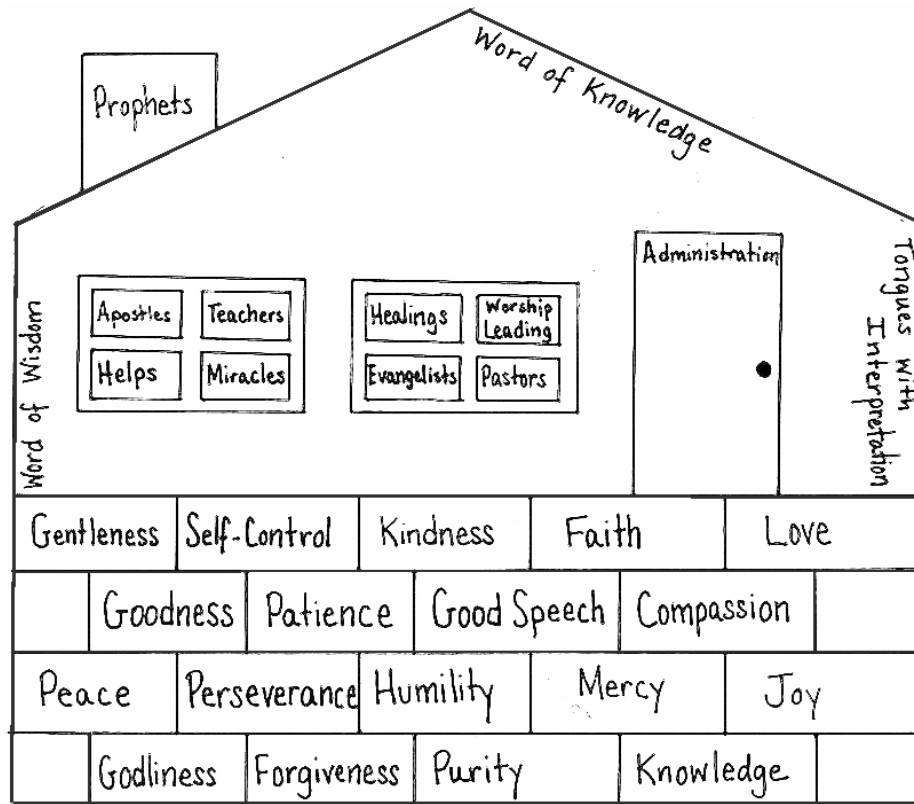 Prophets
Word of Knowledge
Word of Wisdom
Apostles
Teachers
Helps
Miracles
Healings
Worship
Leading
Evangelists
Pastors
Administration
Tongues with
Interpretation
Gentleness
Self-Control
Kindness
Faith
Love
Goodness
Patience
Good Speech
Compassion
Peace
Perseverance
Humility
Mercy
Joy
Godliness
Forgiveness
Purity
Knowledge